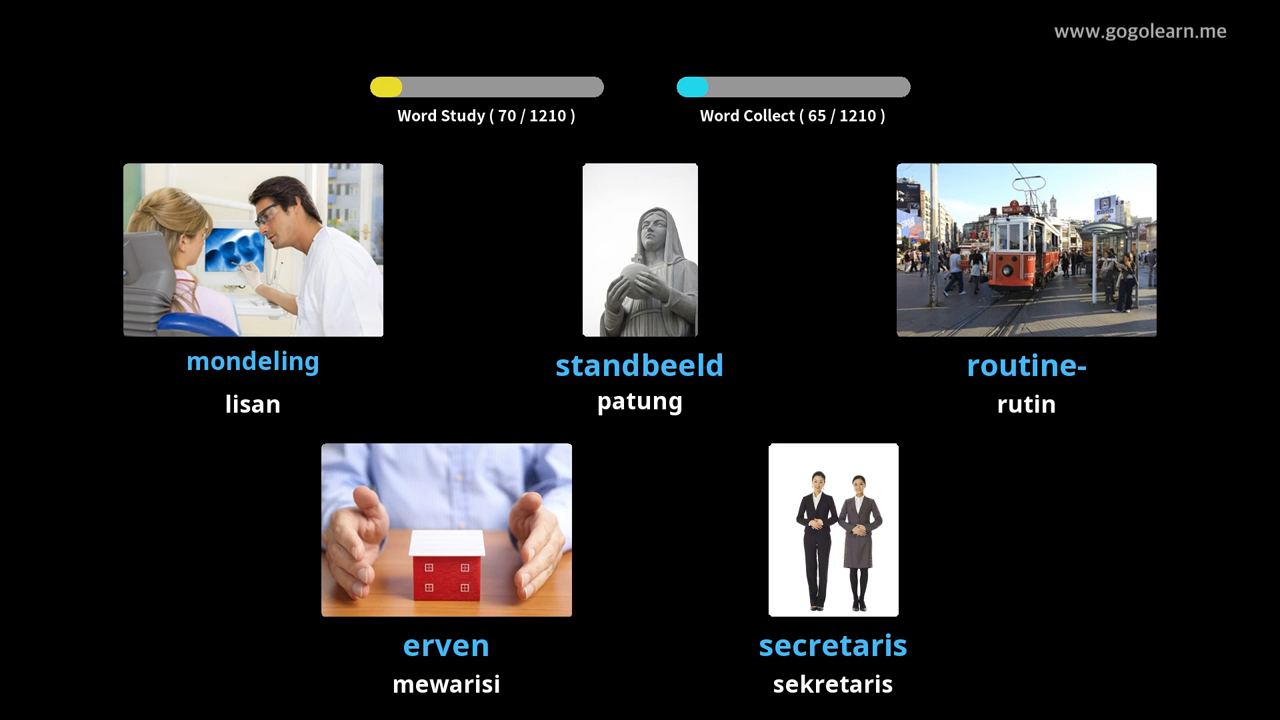 www.gogolearn.me
Word Study ( 70 / 1210 )
Word Collect ( 65 / 1210 )
mondeling
lisan
standbeeld
patung
routine-
rutin
erven
mewarisi
secretaris
sekretaris